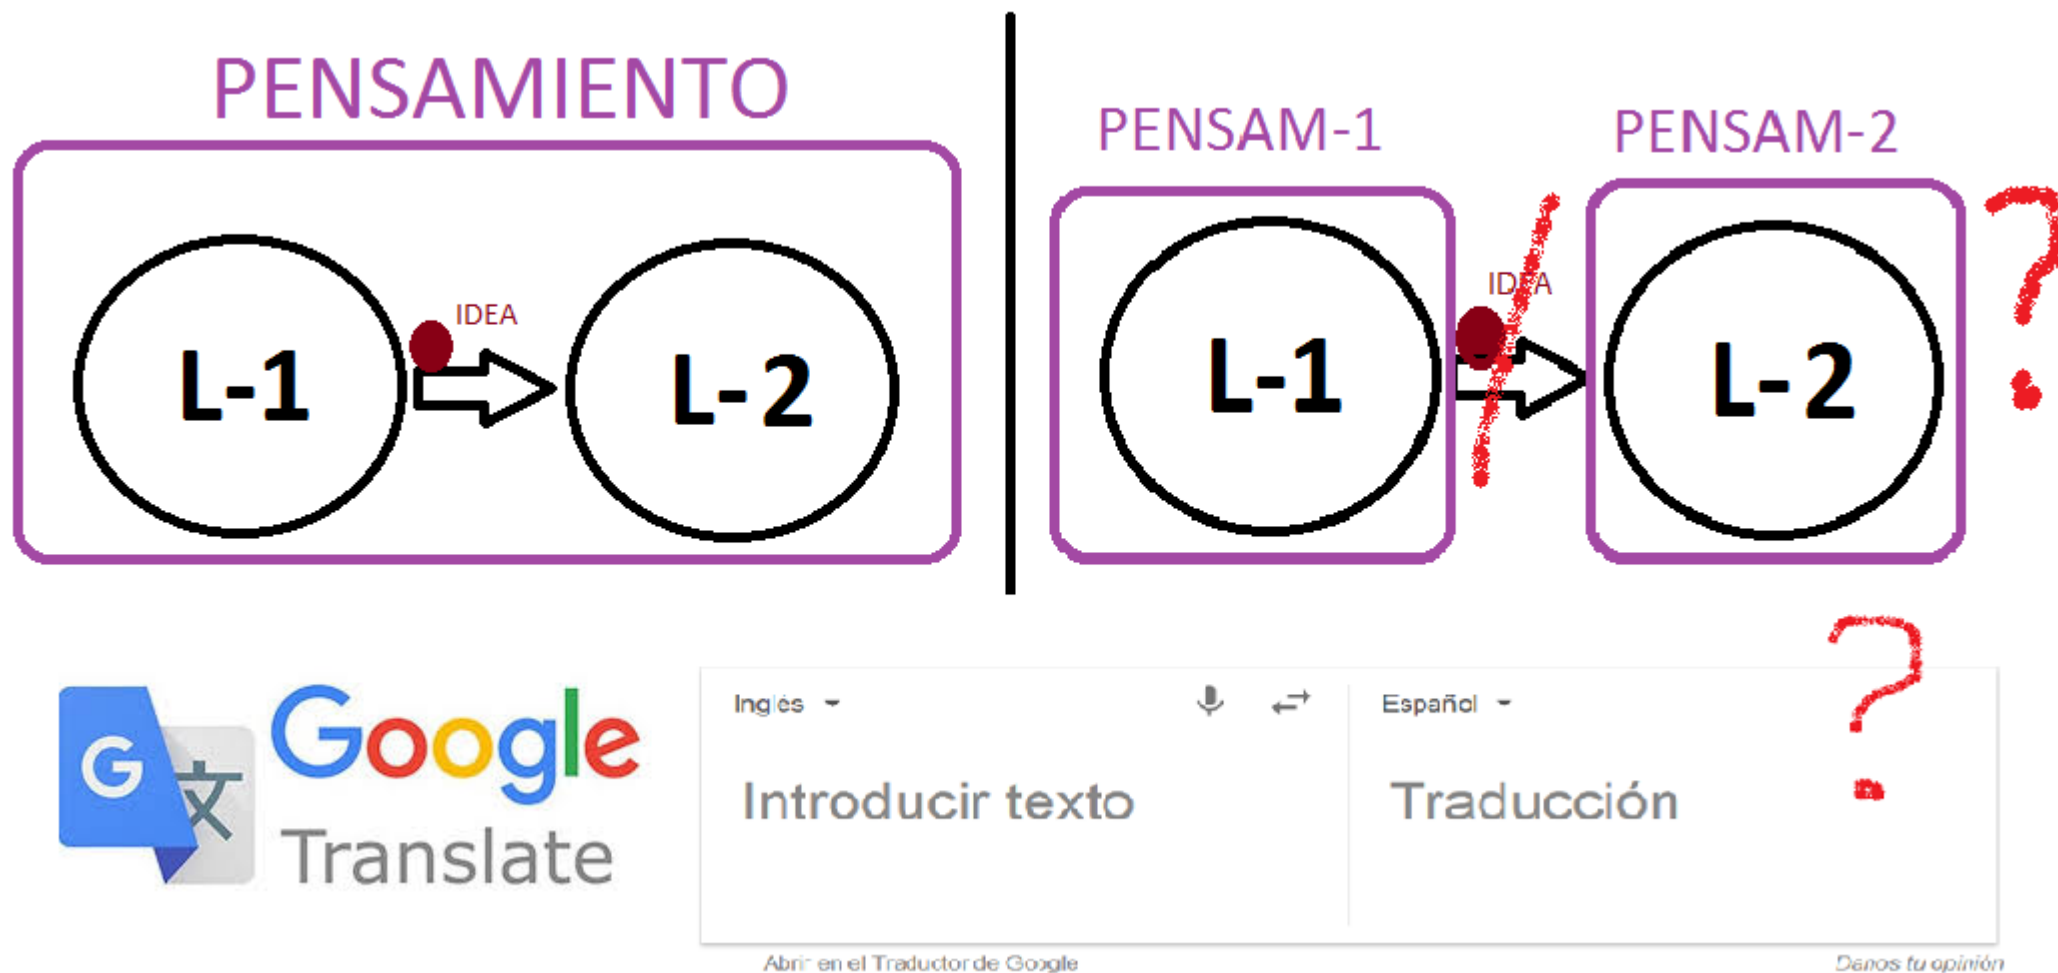 PENSAMIENTO
L-1
IDEA
L-2
PENSAM-1
PENSAM-2
L-1
IDEA
L-2
?
G 文
Google
Translate
Inglés
Español
?
Introducir texto
Traducción
Abrir en el Traductor de Google
Danos tu opinión